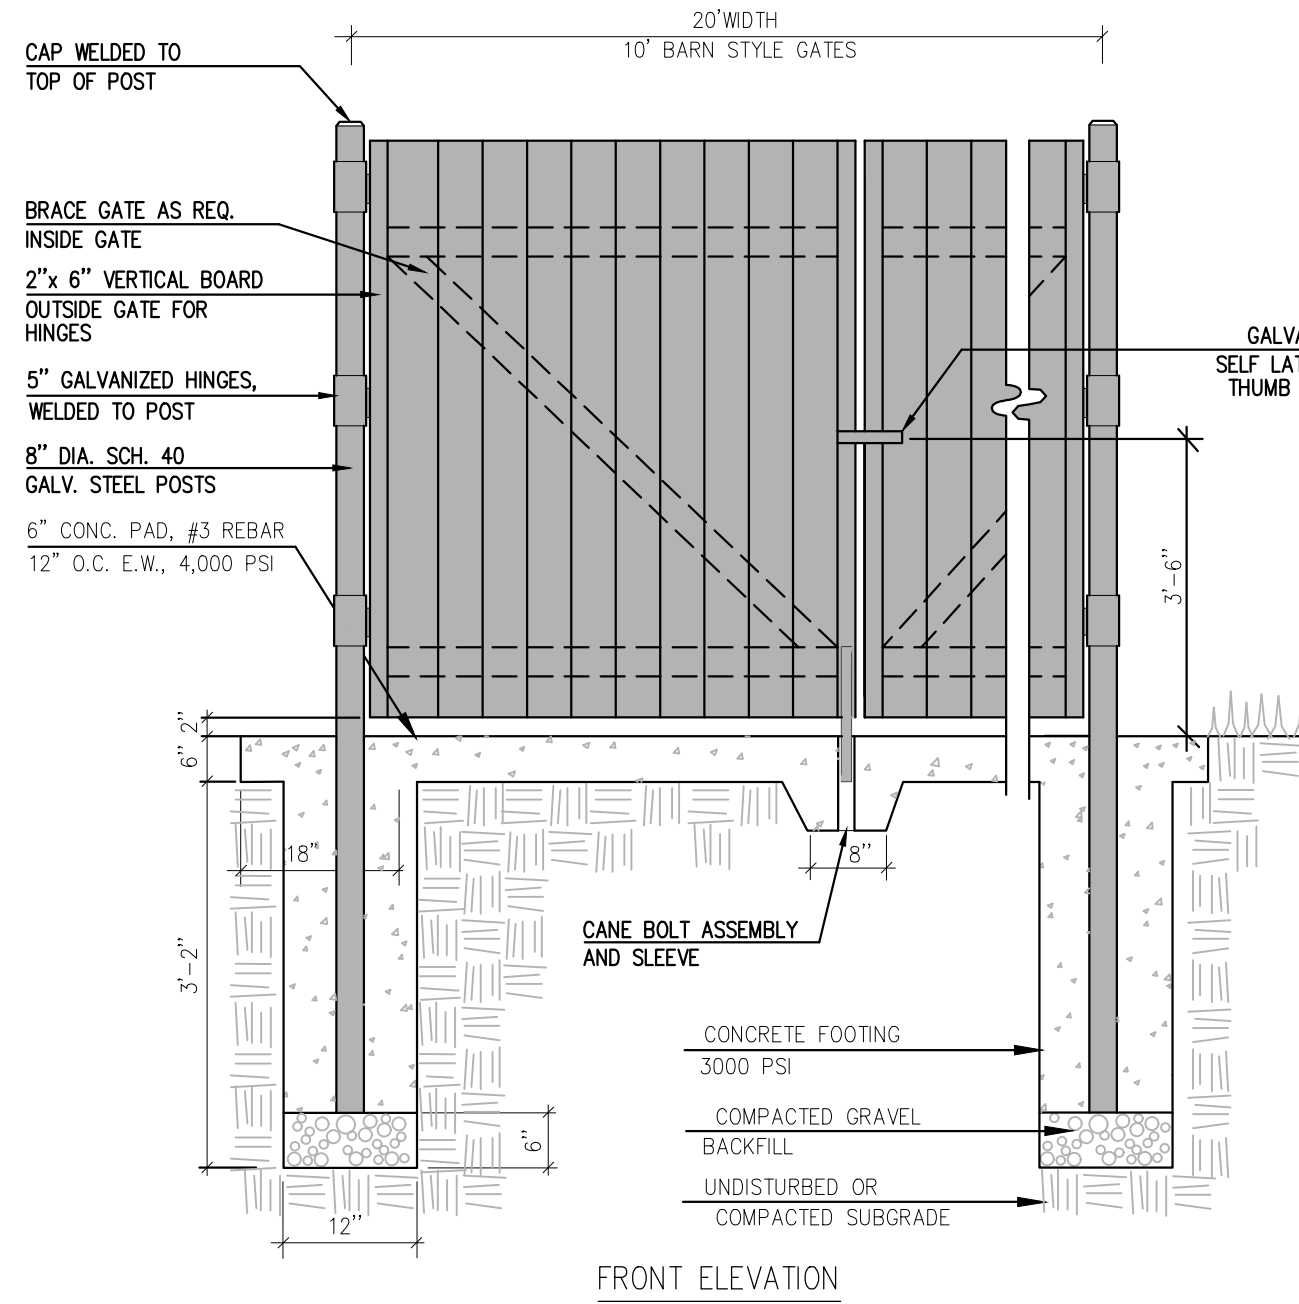 20'WIDTH
10' BARN STYLE GATES
CAP WELDED TO
TOP OF POST
BRACE GATE AS REQ.
INSIDE GATE
2"x 6" VERTICAL BOARD
OUTSIDE GATE FOR
HINGES
5" GALVANIZED HINGES,
WELDED TO POST
8" DIA. SCH. 40
GALV. STEEL POSTS
6" CONC. PAD, #3 REBAR
12" O.C. E.W., 4,000 PSI
GALVA
SELF LAT
THUMB
3'-6"
2"
6"
18"
8"
3'-2"
CANE BOLT ASSEMBLY
AND SLEEVE
CONCRETE FOOTING
3000 PSI
COMPACTED GRAVEL
BACKFILL
6"
UNDISTURBED OR
COMPACTED SUBGRADE
12"
FRONT ELEVATION